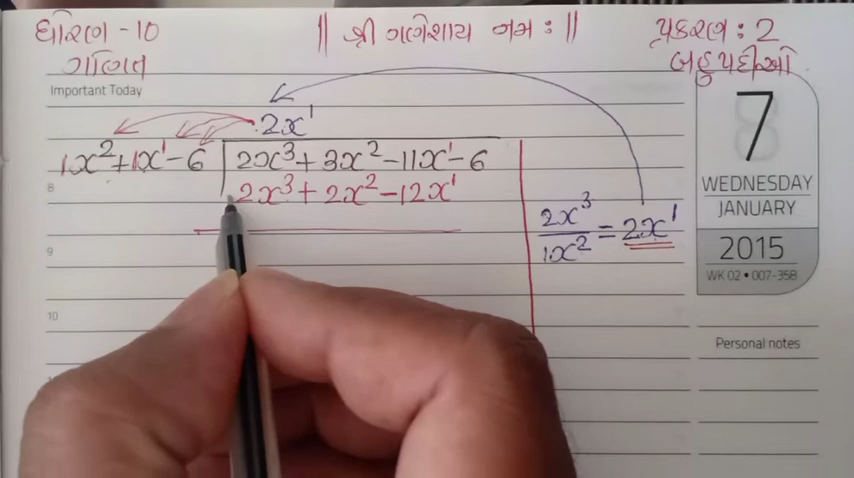 ધોરણ - 10 || શ્રી ગણેશાય નમઃ || પ્રકરણ : 2
ગણિત બહુપદીઓ
Important Today
2x¹
1x² + 1x¹ - 6 2x³ + 3x² - 11x¹ - 6
8 2x³ + 2x² - 12x¹
2x³/1x² = 2x¹
9
10
7
WEDNESDAY
JANUARY
2015
WK 02 • 007-358
Personal notes